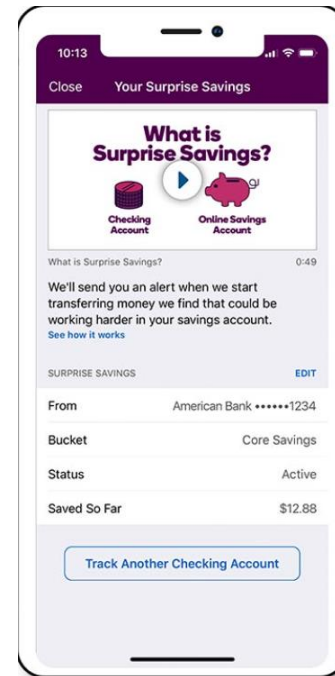 10:13
Close Your Surprise Savings
What is
Surprise Savings?
Checking
Account
Online Savings
Account
What is Surprise Savings? 0:49
We'll send you an alert when we start
transferring money we find that could be
working harder in your savings account.
See how it works
SURPRISE SAVINGS EDIT
From American Bank ••••••1234
Bucket Core Savings
Status Active
Saved So Far $12.88
Track Another Checking Account